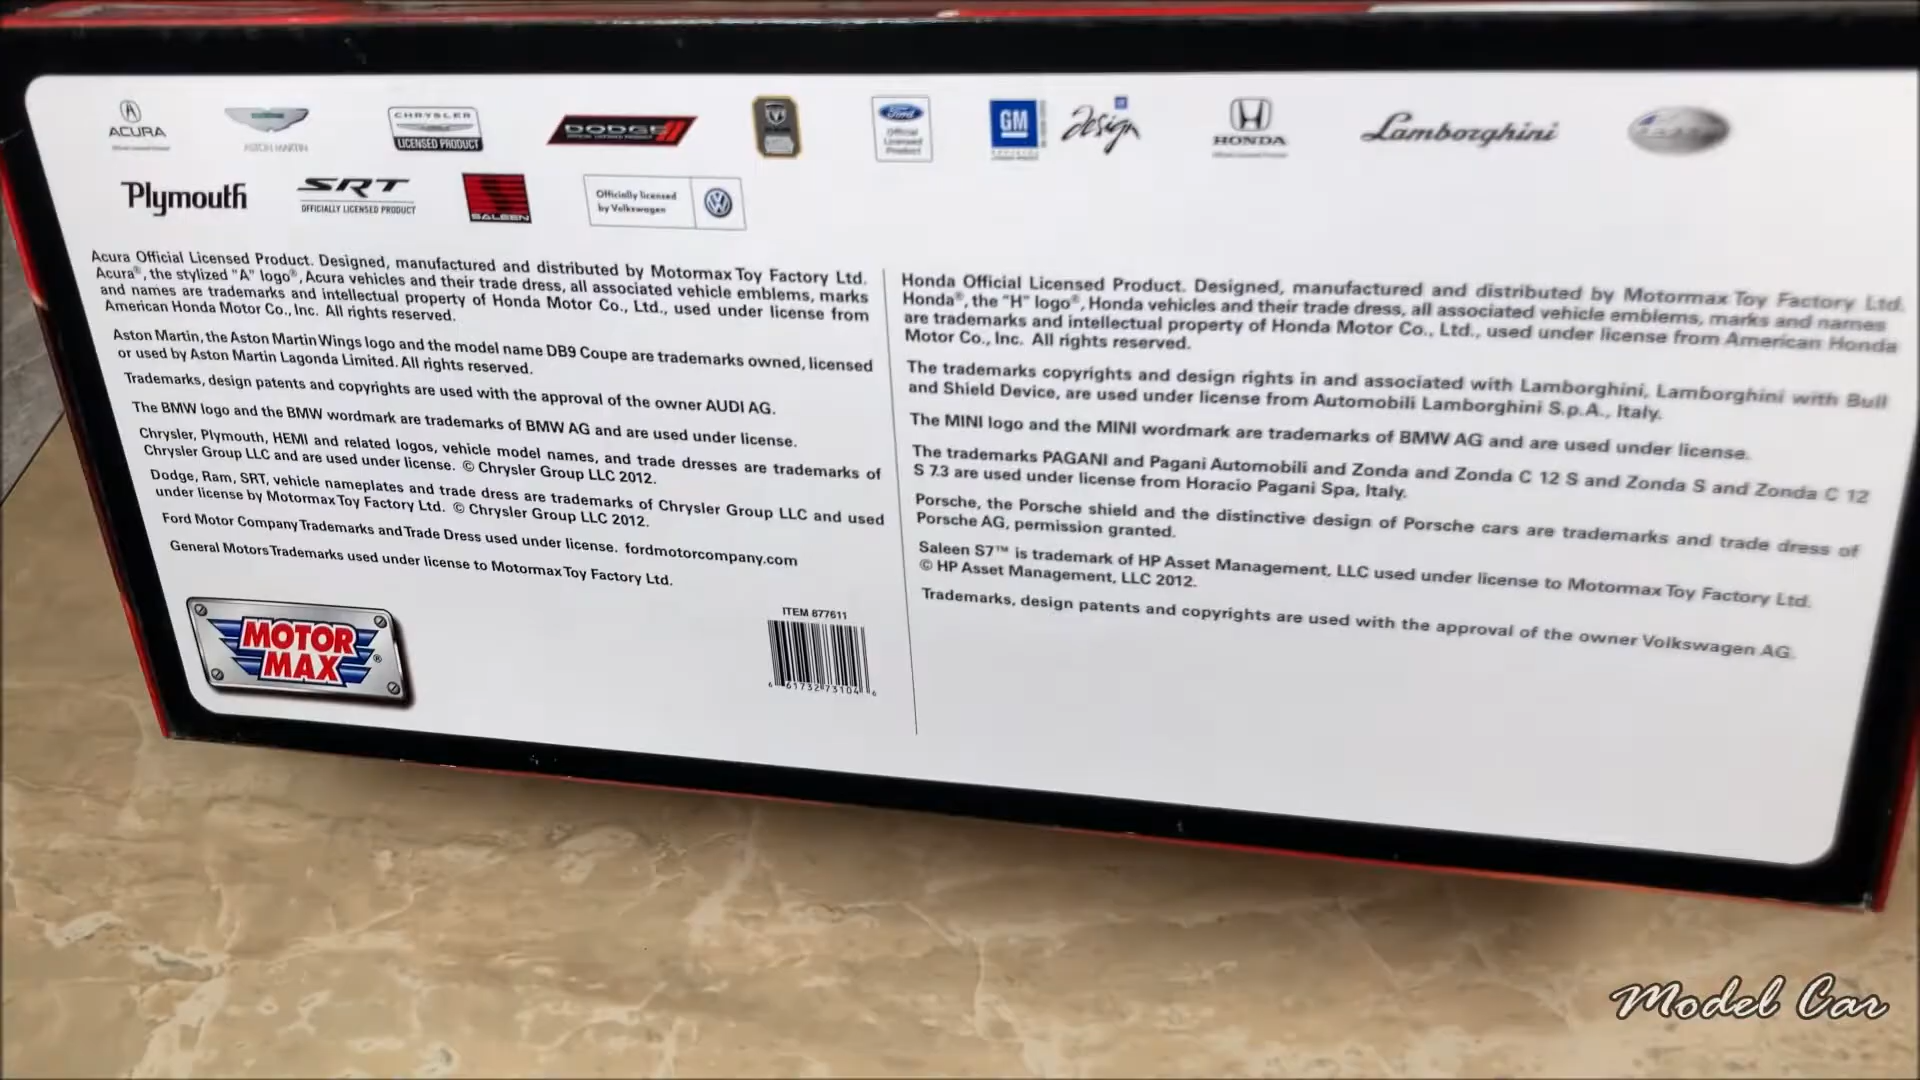 ACURA
ASTON MARTIN
CHRYSLER
LICENSED PRODUCT
DODGE
Ford
Official
Licensed
Product
GM
Design
HONDA
Lamborghini
Plymouth
SRT
OFFICIALLY LICENSED PRODUCT
SALEEN
Officially licensed
by Volkswagen
Acura Official Licensed Product. Designed, manufactured and distributed by Motormax Toy Factory Ltd.
Acura®, the stylized "A" logo®, Acura vehicles and their trade dress, all associated vehicle emblems, marks
and names are trademarks and intellectual property of Honda Motor Co., Ltd., used under license from
American Honda Motor Co., Inc. All rights reserved.
Aston Martin, the Aston Martin Wings logo and the model name DB9 Coupe are trademarks owned, licensed
or used by Aston Martin Lagonda Limited. All rights reserved.
Trademarks, design patents and copyrights are used with the approval of the owner AUDI AG.
The BMW logo and the BMW wordmark are trademarks of BMW AG and are used under license.
Chrysler, Plymouth, HEMI and related logos, vehicle model names, and trade dresses are trademarks of
Chrysler Group LLC and are used under license. © Chrysler Group LLC 2012.
Dodge, Ram, SRT, vehicle nameplates and trade dress are trademarks of Chrysler Group LLC and used
under license by Motormax Toy Factory Ltd. © Chrysler Group LLC 2012.
Ford Motor Company Trademarks and Trade Dress used under license. fordmotorcompany.com
General Motors Trademarks used under license to Motormax Toy Factory Ltd.
MOTOR
MAX®
ITEM 877611
6 61732 73104 6
Honda Official Licensed Product. Designed, manufactured and distributed by Motormax Toy Factory Ltd.
Honda®, the "H" logo®, Honda vehicles and their trade dress, all associated vehicle emblems, marks and names
are trademarks and intellectual property of Honda Motor Co., Ltd., used under license from American Honda
Motor Co., Inc. All rights reserved.
The trademarks copyrights and design rights in and associated with Lamborghini, Lamborghini with Bull
and Shield Device, are used under license from Automobili Lamborghini S.p.A., Italy.
The MINI logo and the MINI wordmark are trademarks of BMW AG and are used under license.
The trademarks PAGANI and Pagani Automobili and Zonda and Zonda C 12 S and Zonda S and Zonda C 12
S 7.3 are used under license from Horacio Pagani Spa, Italy.
Porsche, the Porsche shield and the distinctive design of Porsche cars are trademarks and trade dress of
Porsche AG, permission granted.
Saleen S7™ is trademark of HP Asset Management, LLC used under license to Motormax Toy Factory Ltd.
© HP Asset Management, LLC 2012.
Trademarks, design patents and copyrights are used with the approval of the owner Volkswagen AG.
Model Car